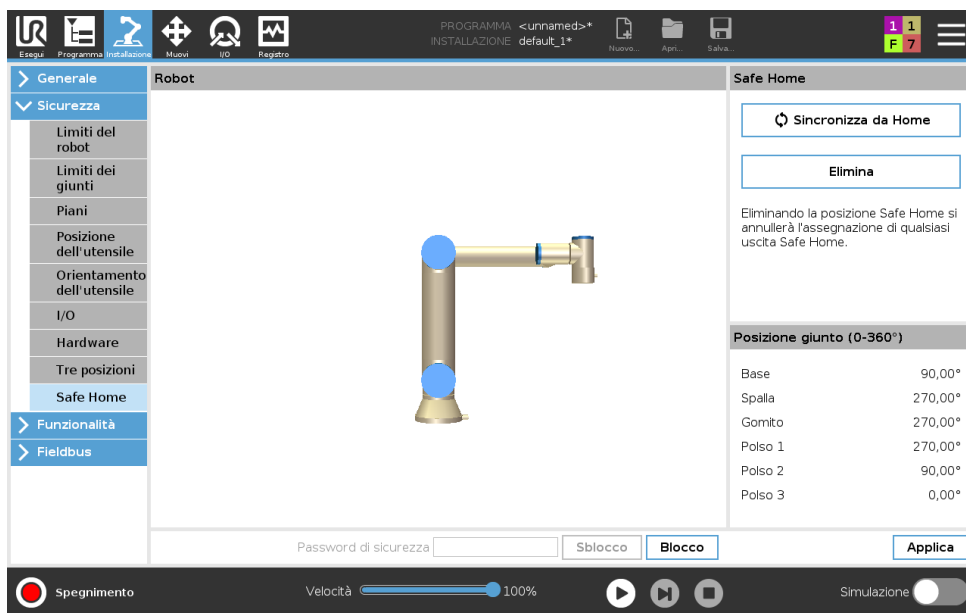 UR
Esegui
Programma
Installazione
Muovi
I/O
Registro
PROGRAMMA <unnamed>*
INSTALLAZIONE default_1*
Nuovo...
Apri...
Salva...
1 1
F 7
Generale
Sicurezza
Limiti del
robot
Limiti dei
giunti
Piani
Posizione
dell'utensile
Orientamento
dell'utensile
I/O
Hardware
Tre posizioni
Safe Home
Funzionalità
Fieldbus
Robot
Safe Home
Sincronizza da Home
Elimina
Eliminando la posizione Safe Home si
annullerà l'assegnazione di qualsiasi
uscita Safe Home.
Posizione giunto (0-360°)
Base 90,00°
Spalla 270,00°
Gomito 270,00°
Polso 1 270,00°
Polso 2 90,00°
Polso 3 0,00°
Password di sicurezza
Sblocco
Blocco
Applica
Spegnimento
Velocità 100%
Simulazione